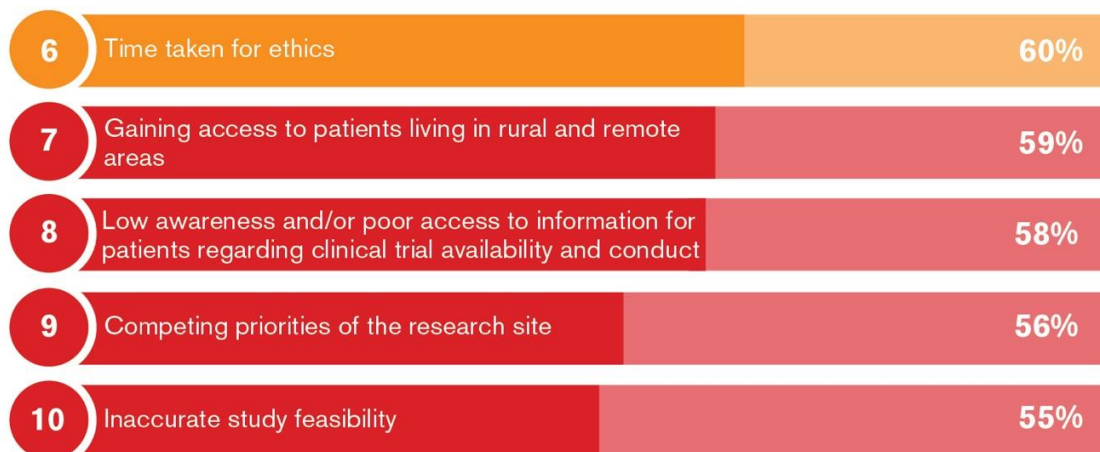 6 Time taken for ethics 60%
7 Gaining access to patients living in rural and remote
areas 59%
8 Low awareness and/or poor access to information for
patients regarding clinical trial availability and conduct 58%
9 Competing priorities of the research site 56%
10 Inaccurate study feasibility 55%